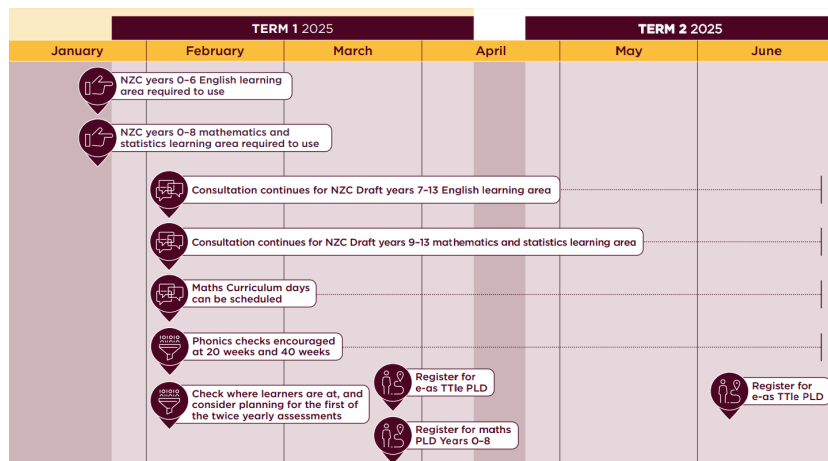 TERM 1 2025
TERM 2 2025
January
February
March
April
May
June
NZC years 0–6 English learning
area required to use
NZC years 0–8 mathematics and
statistics learning area required to use
Consultation continues for NZC Draft years 7–13 English learning area
Consultation continues for NZC Draft years 9–13 mathematics and statistics learning area
Maths Curriculum days
can be scheduled
Phonics checks encouraged
at 20 weeks and 40 weeks
Check where learners are at, and
consider planning for the first of
the twice yearly assessments
Register for
e-as TTle PLD
Register for maths
PLD Years 0–8
Register for
e-as TTle PLD